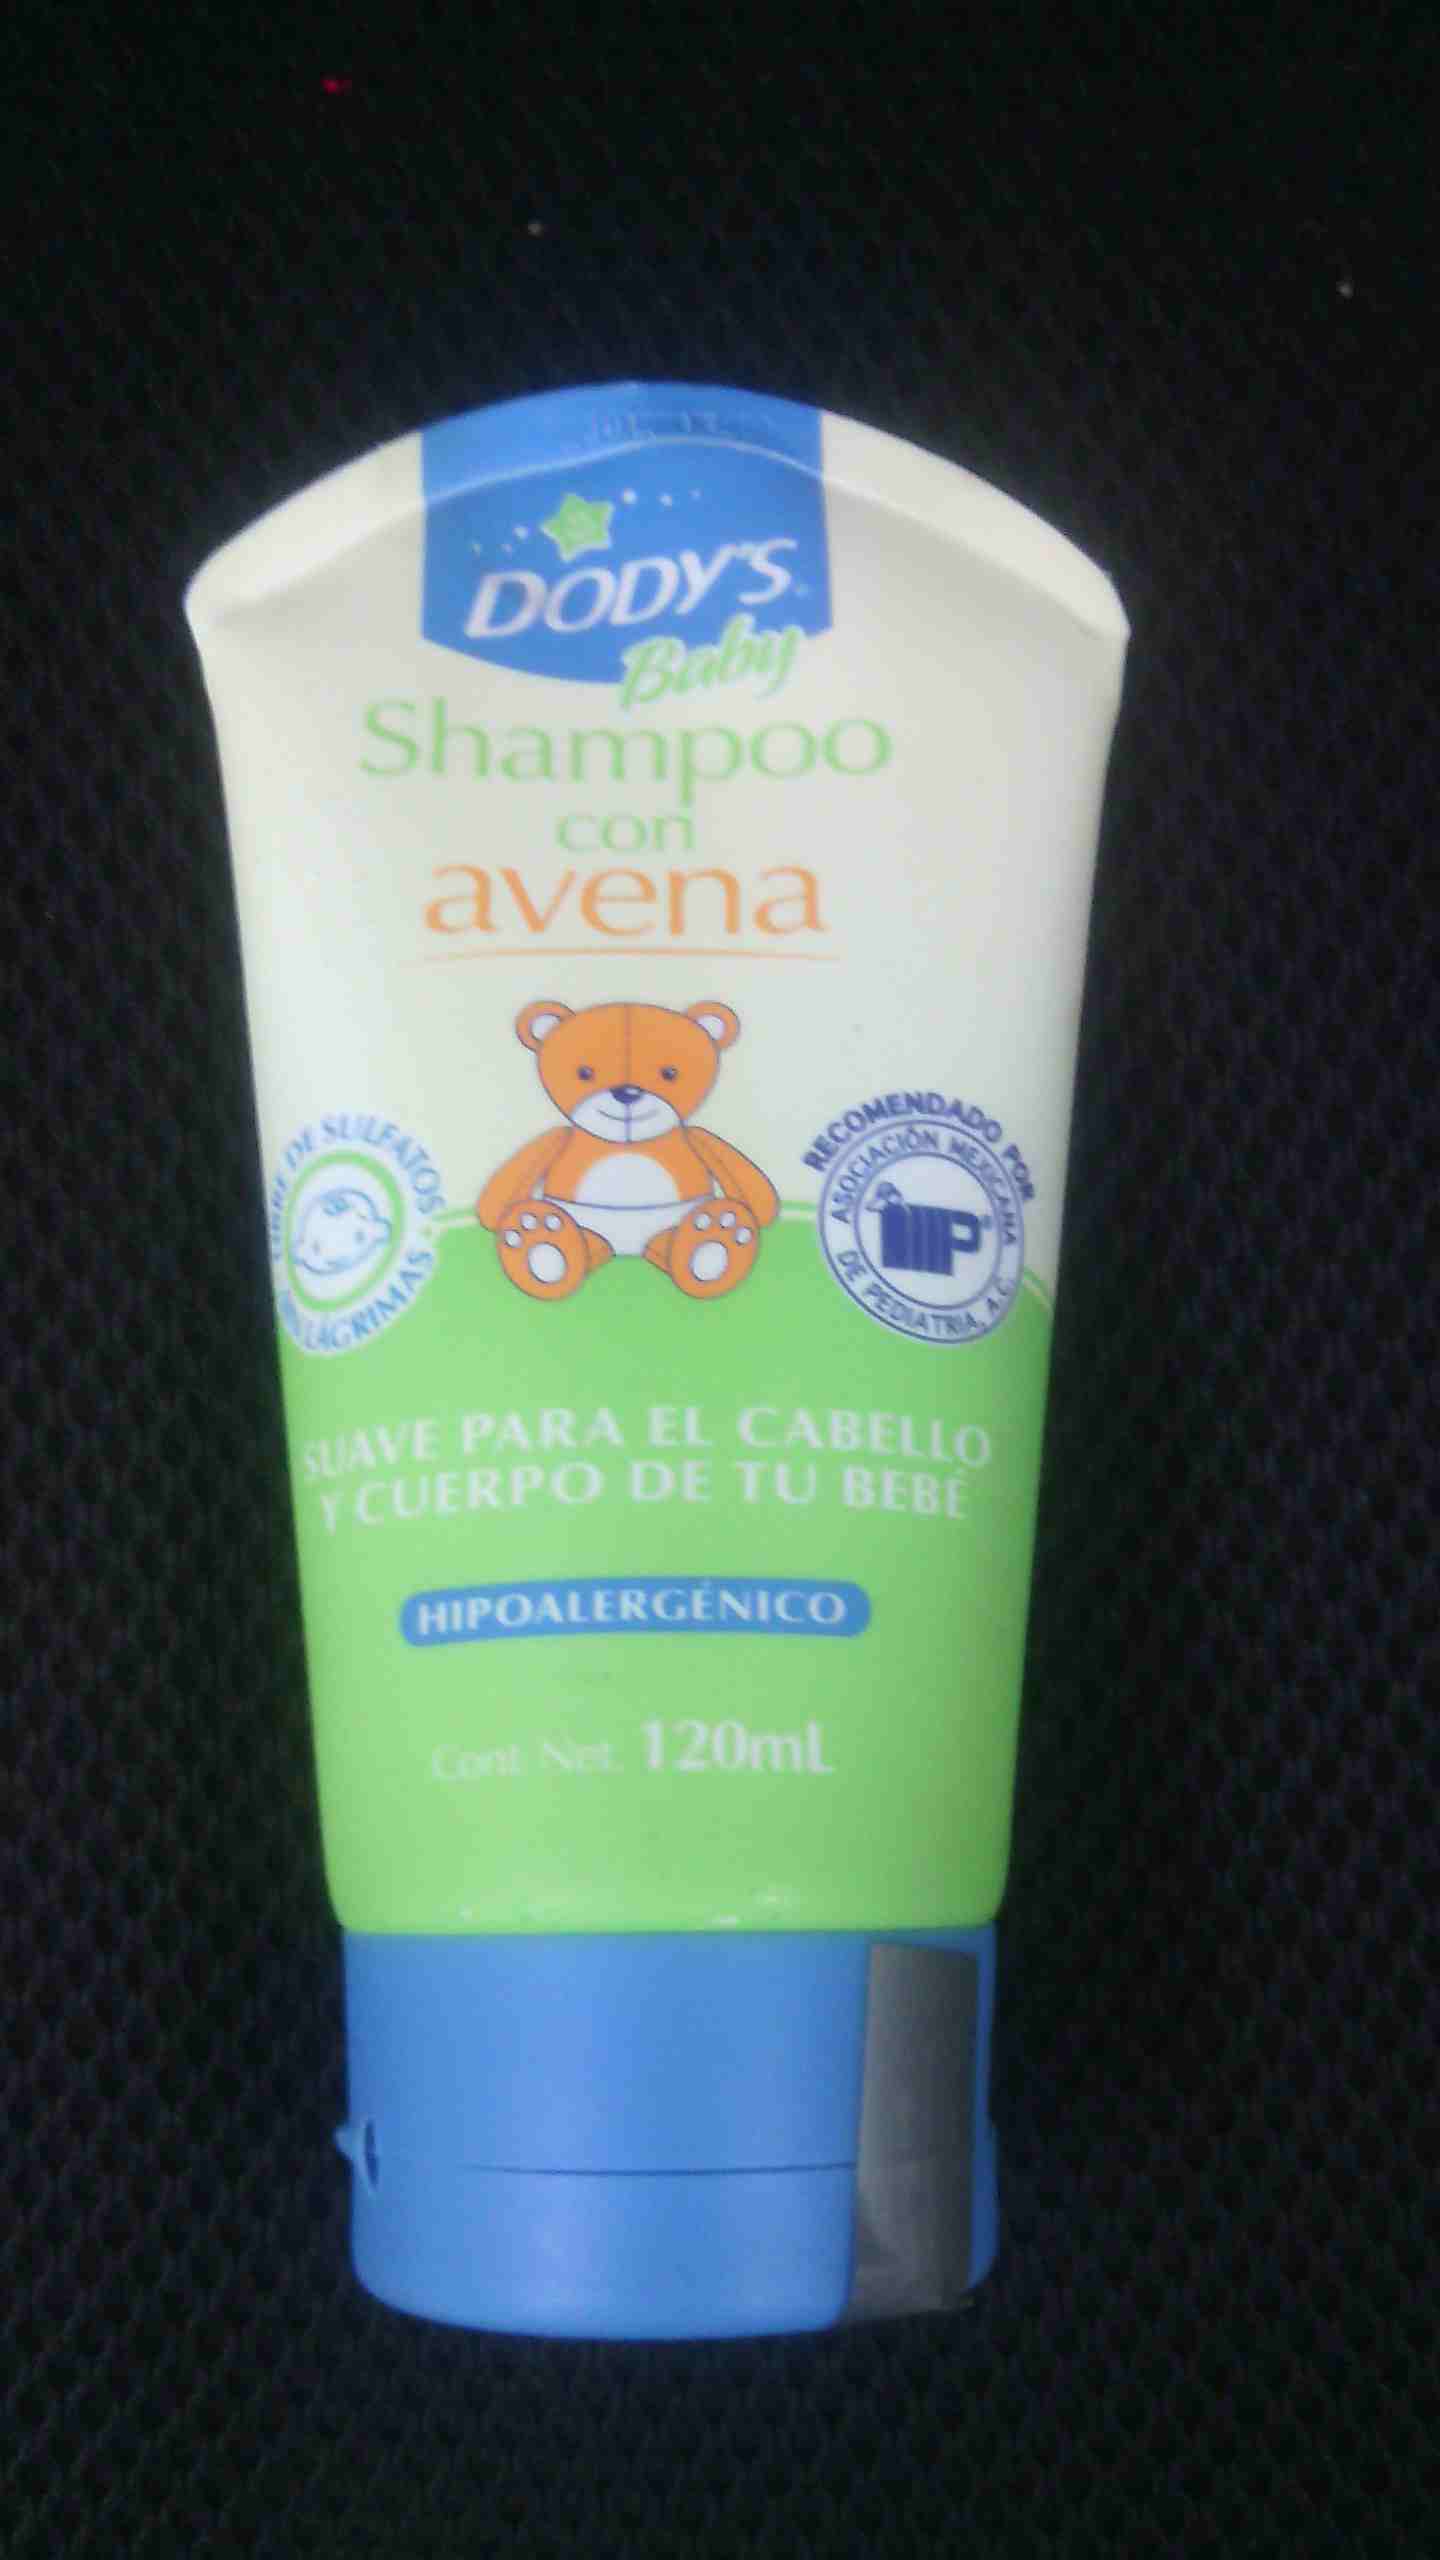 DODY'S
Baby
Shampoo
con
avena
LIBRE DE SULFATOS
SIN LÁGRIMAS
RECOMENDADO POR
ASOCIACIÓN MEXICANA
DE PEDIATRIA, A.C.
SUAVE PARA EL CABELLO
Y CUERPO DE TU BEBÉ
HIPOALERGÉNICO
Cont. Net. 120mL